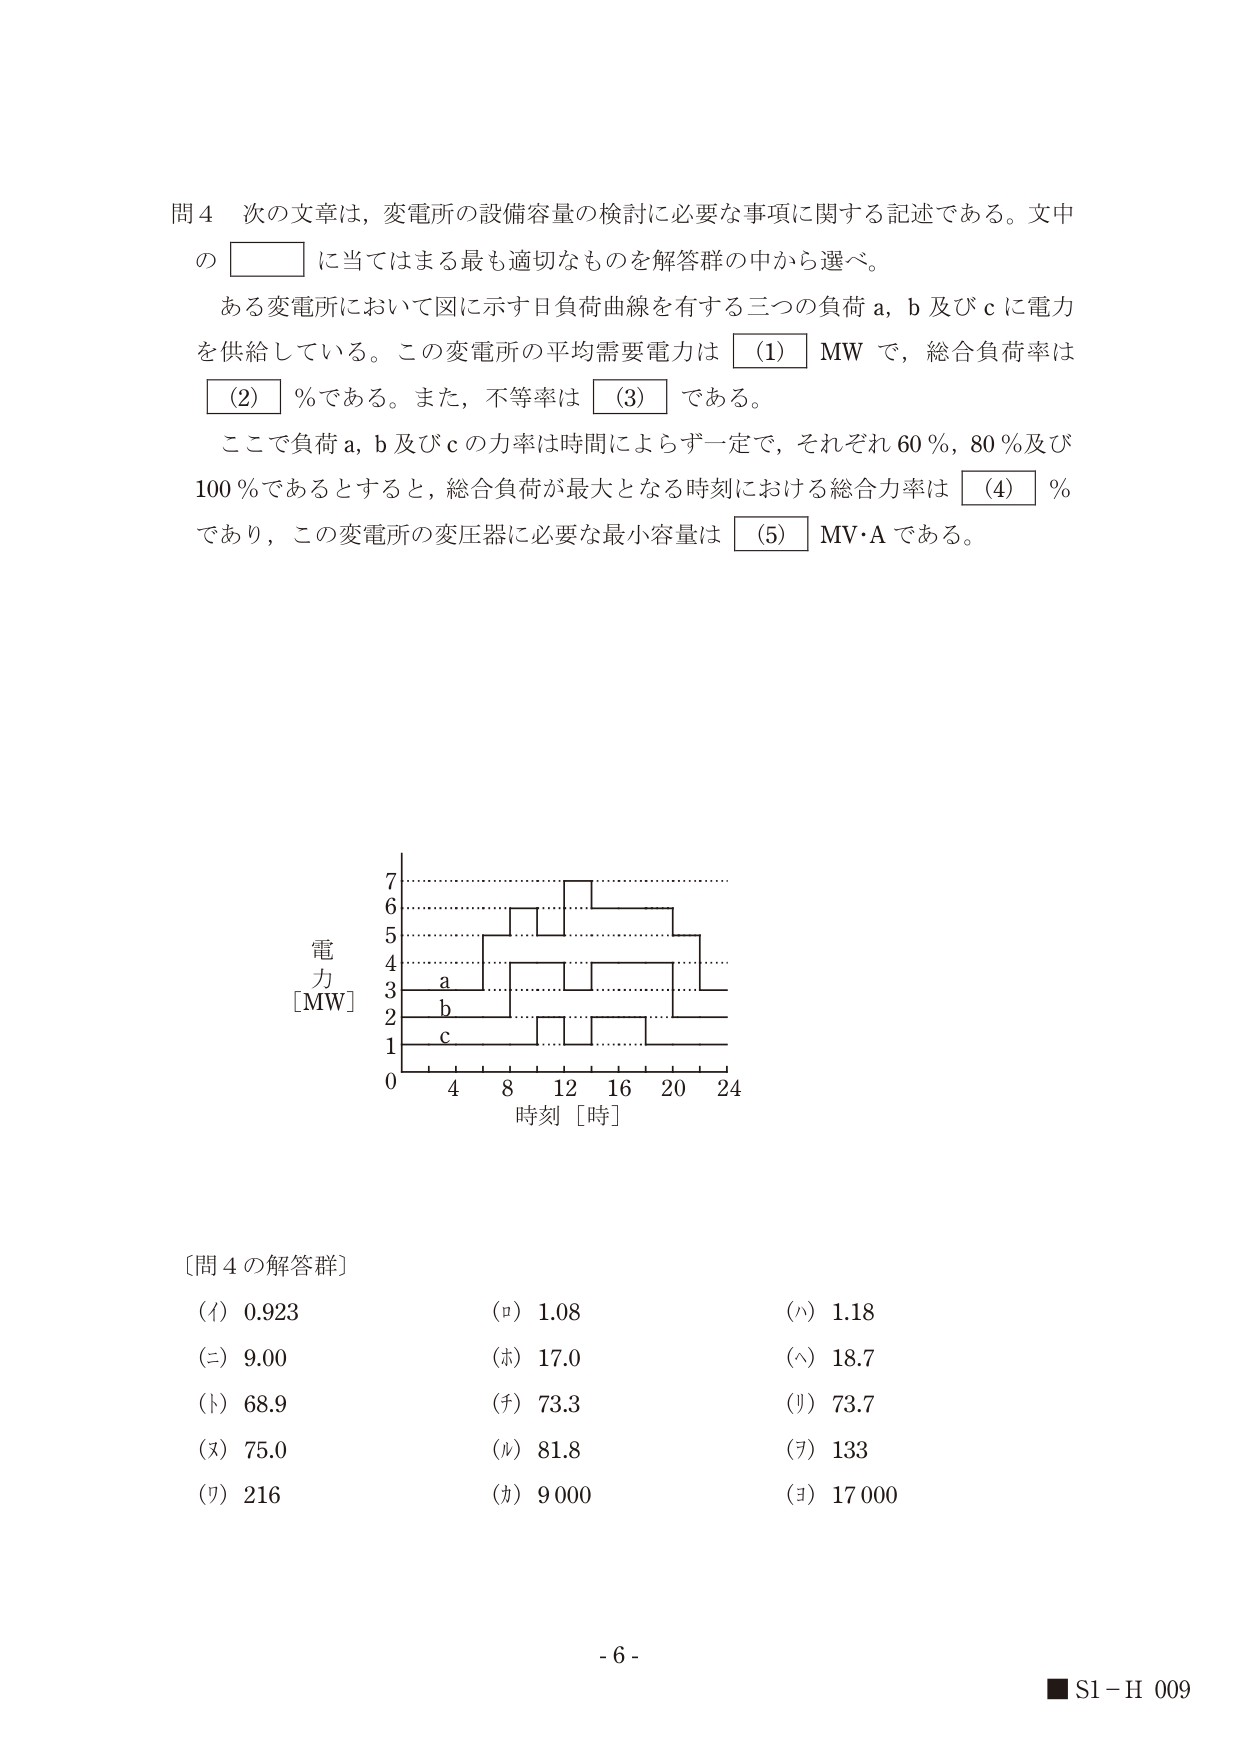 問４　次の文章は，変電所の設備容量の検討に必要な事項に関する記述である。文中
の　　　に当てはまる最も適切なものを解答群の中から選べ。
ある変電所において図に示す日負荷曲線を有する三つの負荷 a，b 及び c に電力
を供給している。この変電所の平均需要電力は (1) MW で，総合負荷率は
(2) ％である。また，不等率は (3) である。
ここで負荷 a，b 及び c の力率は時間によらず一定で，それぞれ 60 %，80 %及び
100 %であるとすると，総合負荷が最大となる時刻における総合力率は (4) ％
であり，この変電所の変圧器に必要な最小容量は (5) MV･A である。
7
6
5
4
3
2
1
0
電
力
［MW］
a
b
c
4 8 12 16 20 24
時刻［時］
〔問４の解答群〕
(ｲ) 0.923 (ﾛ) 1.08 (ﾊ) 1.18
(ﾆ) 9.00 (ﾎ) 17.0 (ﾍ) 18.7
(ﾄ) 68.9 (ﾁ) 73.3 (ﾘ) 73.7
(ﾇ) 75.0 (ﾙ) 81.8 (ｦ) 133
(ﾜ) 216 (ｶ) 9 000 (ﾖ) 17 000
- 6 -
■ S1－H 009